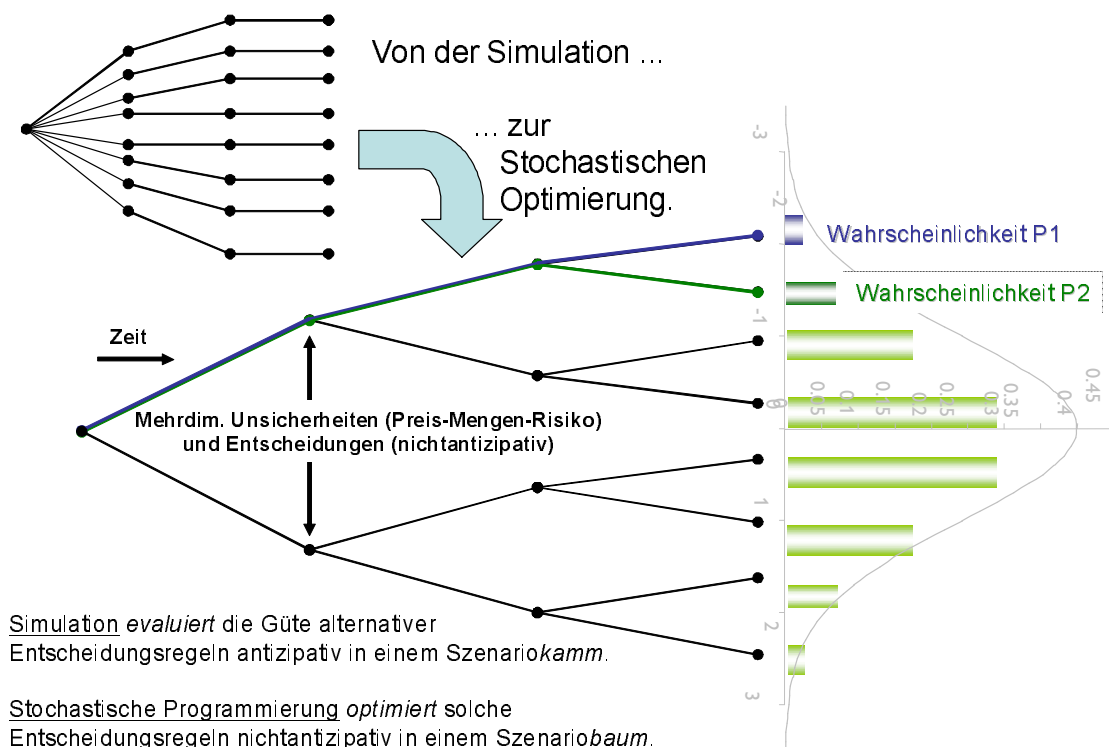 Von der Simulation ...
... zur
Stochastischen
Optimierung.
Wahrscheinlichkeit P1
Wahrscheinlichkeit P2
Zeit
Mehrdim. Unsicherheiten (Preis-Mengen-Risiko)
und Entscheidungen (nichtantizipativ)
-3
-2
-1
0
1
2
3
0
0.05
0.1
0.15
0.2
0.25
0.3
0.35
0.4
0.45
Simulation evaluiert die Güte alternativer
Entscheidungsregeln antizipativ in einem Szenariokamm.
Stochastische Programmierung optimiert solche
Entscheidungsregeln nichtantizipativ in einem Szenariobaum.